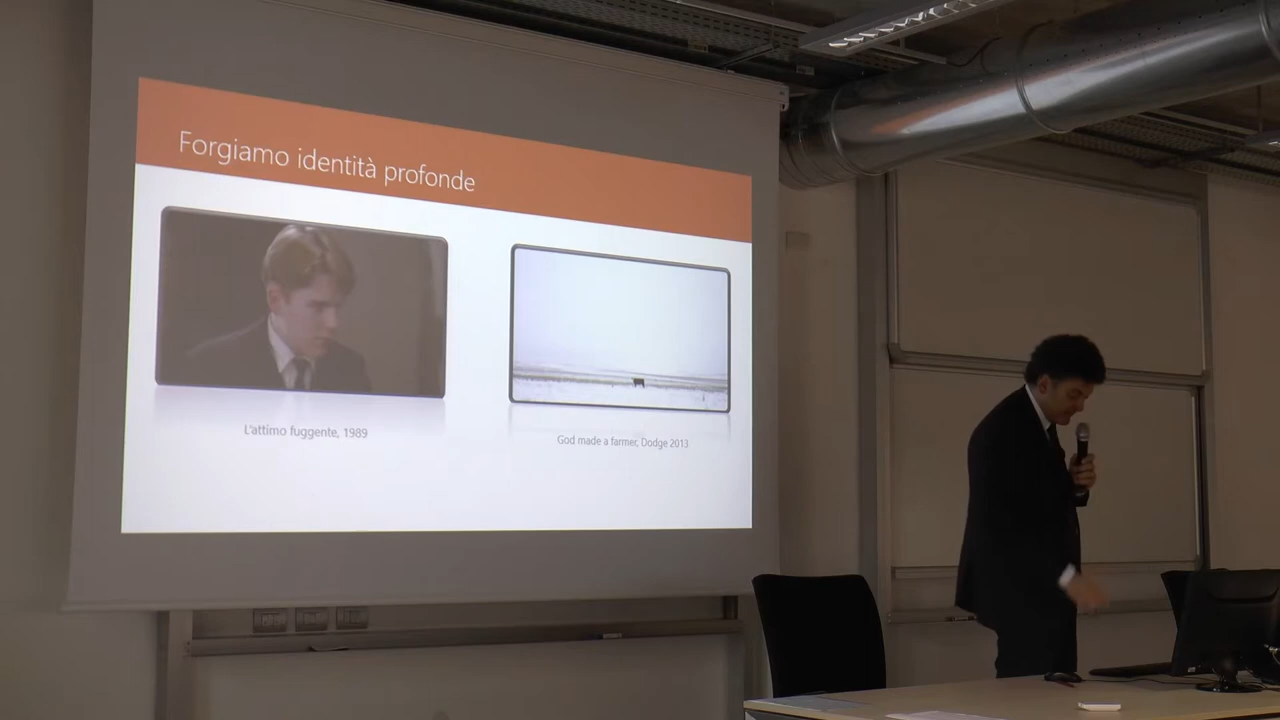 Forgiamo identità profonde
L'attimo fuggente, 1989
God made a farmer, Dodge 2013